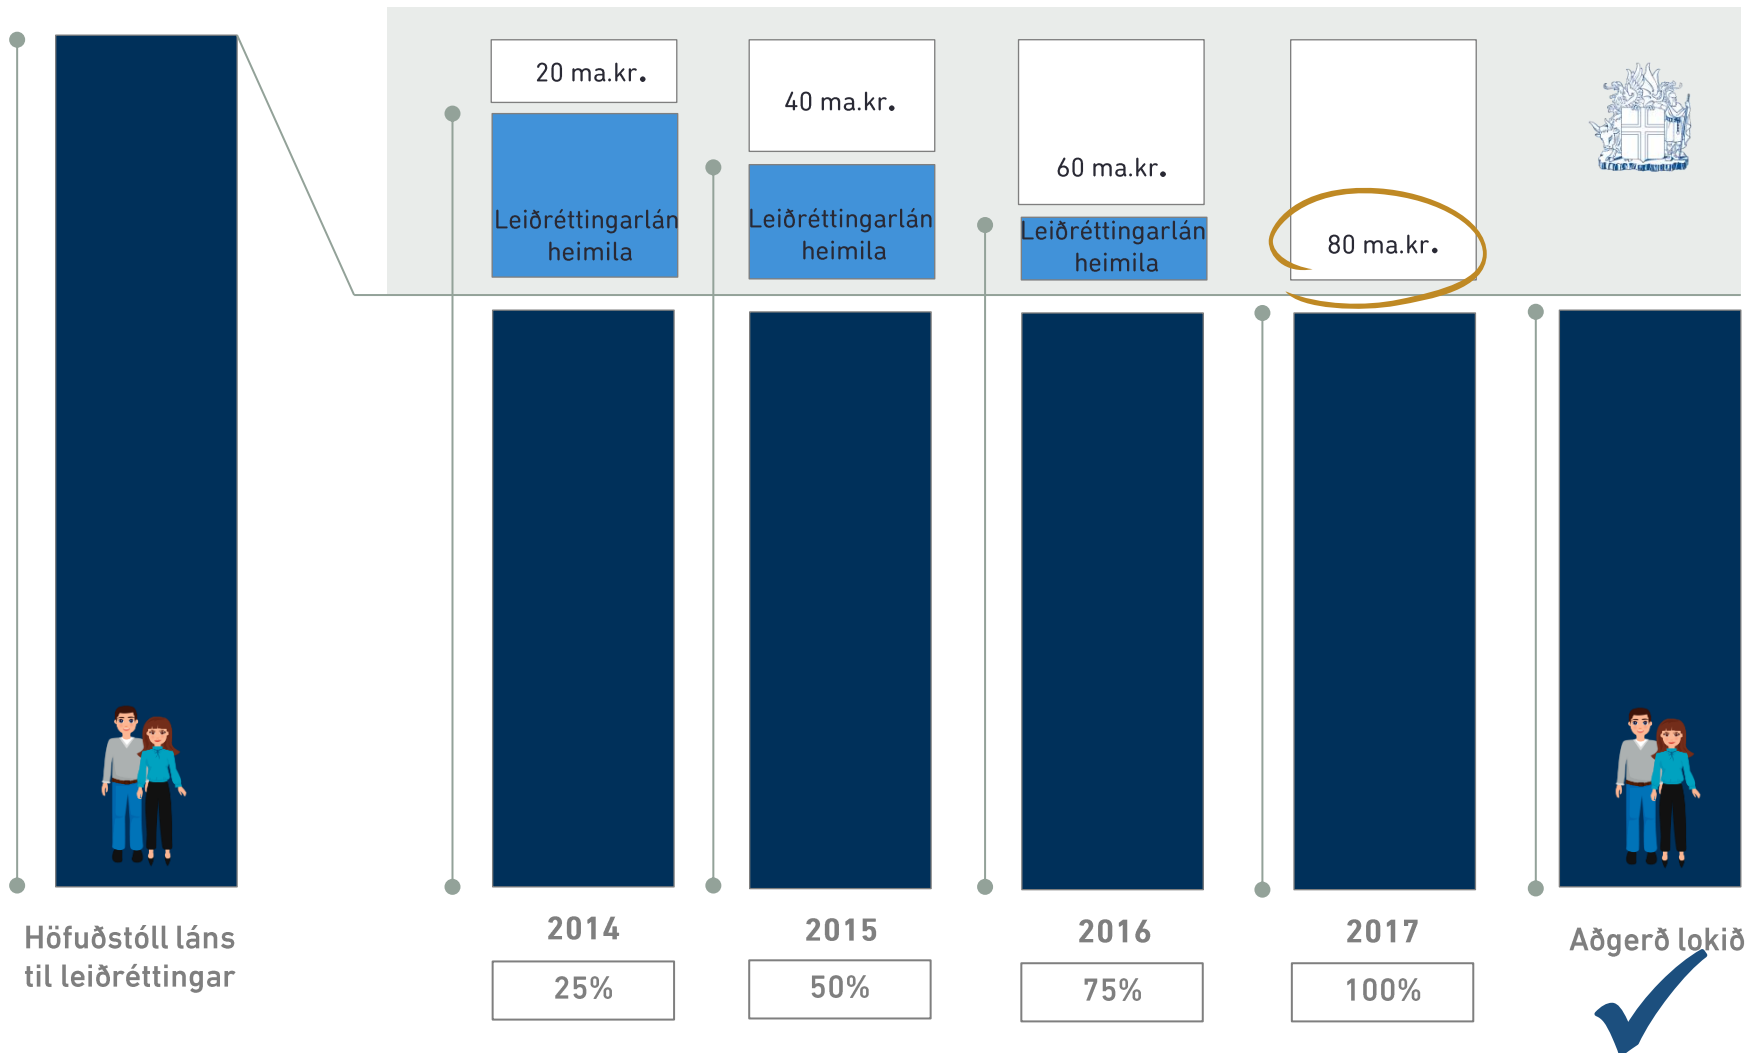 20 ma.kr.
40 ma.kr.
60 ma.kr.
80 ma.kr.
Leiðréttingarlán
heimila
Leiðréttingarlán
heimila
Leiðréttingarlán
heimila
Höfuðstóll láns
til leiðréttingar
2014
25%
2015
50%
2016
75%
2017
100%
Aðgerð lokið